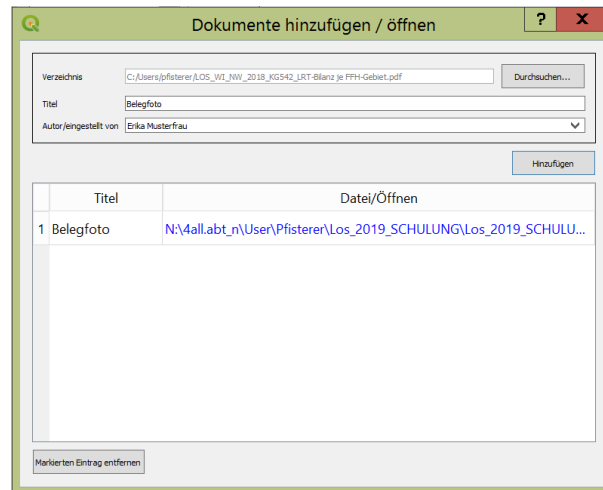 Dokumente hinzufügen / öffnen
? X
Verzeichnis C:/Users/pfisterer/LOS_WI_NW_2018_KG542_LRT-Bilanz je FFH-Gebiet.pdf Durchsuchen...
Titel Belegfoto
Autor/eingestellt von Erika Musterfrau
Hinzufügen
Titel Datei/Öffnen
1 Belegfoto N:\4all.abt_n\User\Pfisterer\Los_2019_SCHULUNG\Los_2019_SCHULU...
Markierten Eintrag entfernen